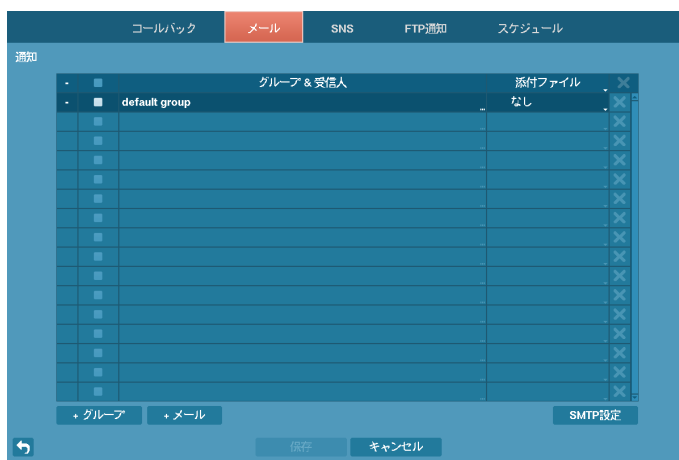 コールバック メール SNS FTP通知 スケジュール
通知
- グループ & 受信人 添付ファイル
- default group ... なし
+ グループ + メール SMTP設定
保存 キャンセル